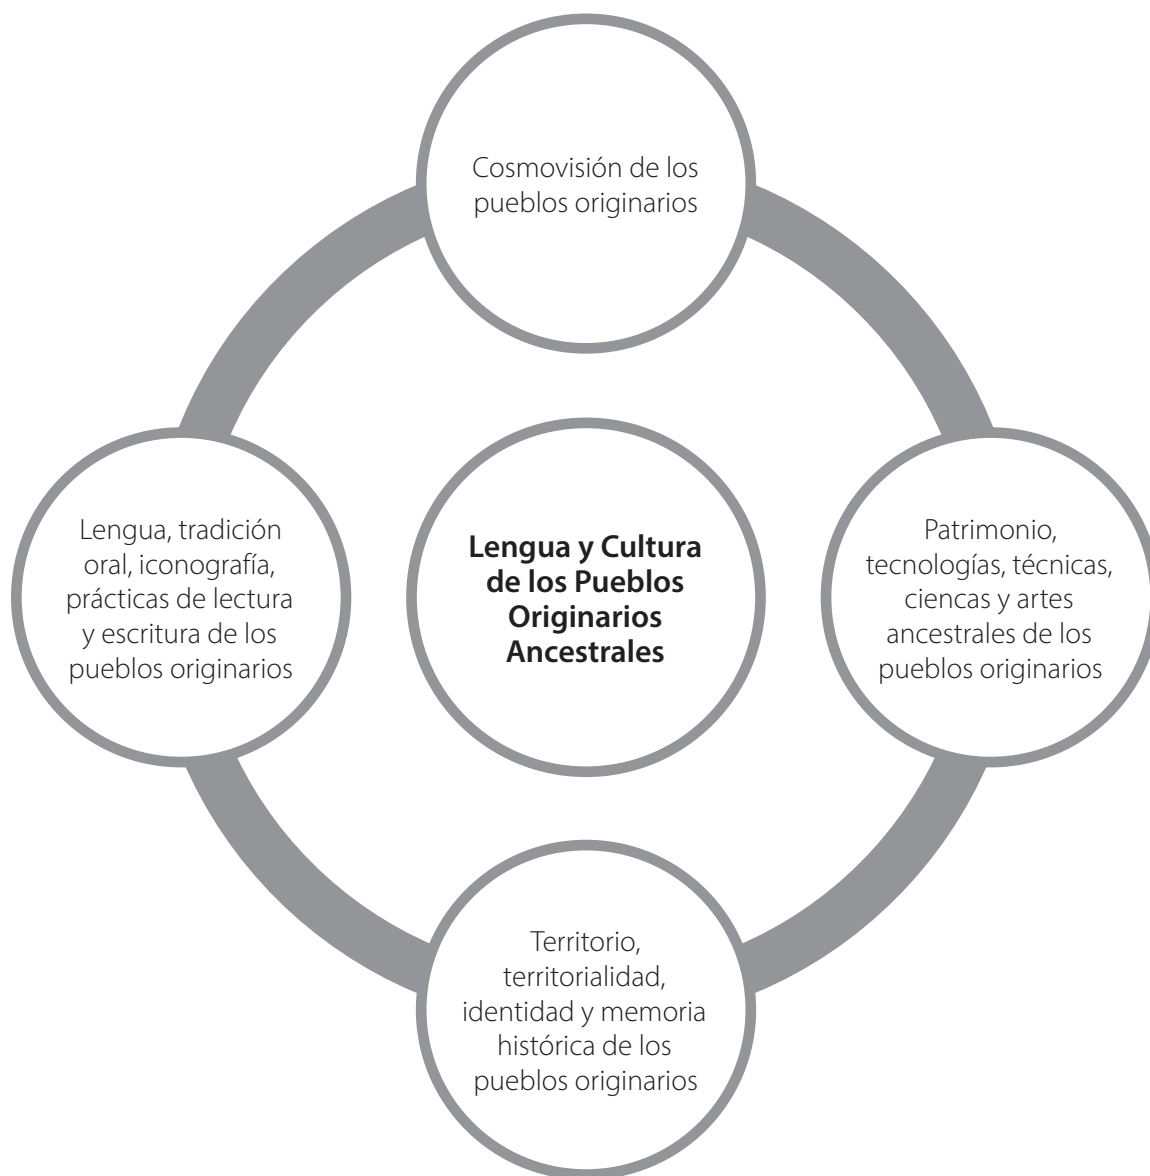 Cosmovisión de los
pueblos originarios
Lengua, tradición
oral, iconografía,
prácticas de lectura
y escritura de los
pueblos originarios
Lengua y Cultura
de los Pueblos
Originarios
Ancestrales
Patrimonio,
tecnologías, técnicas,
ciencas y artes
ancestrales de los
pueblos originarios
Territorio,
territorialidad,
identidad y memoria
histórica de los
pueblos originarios